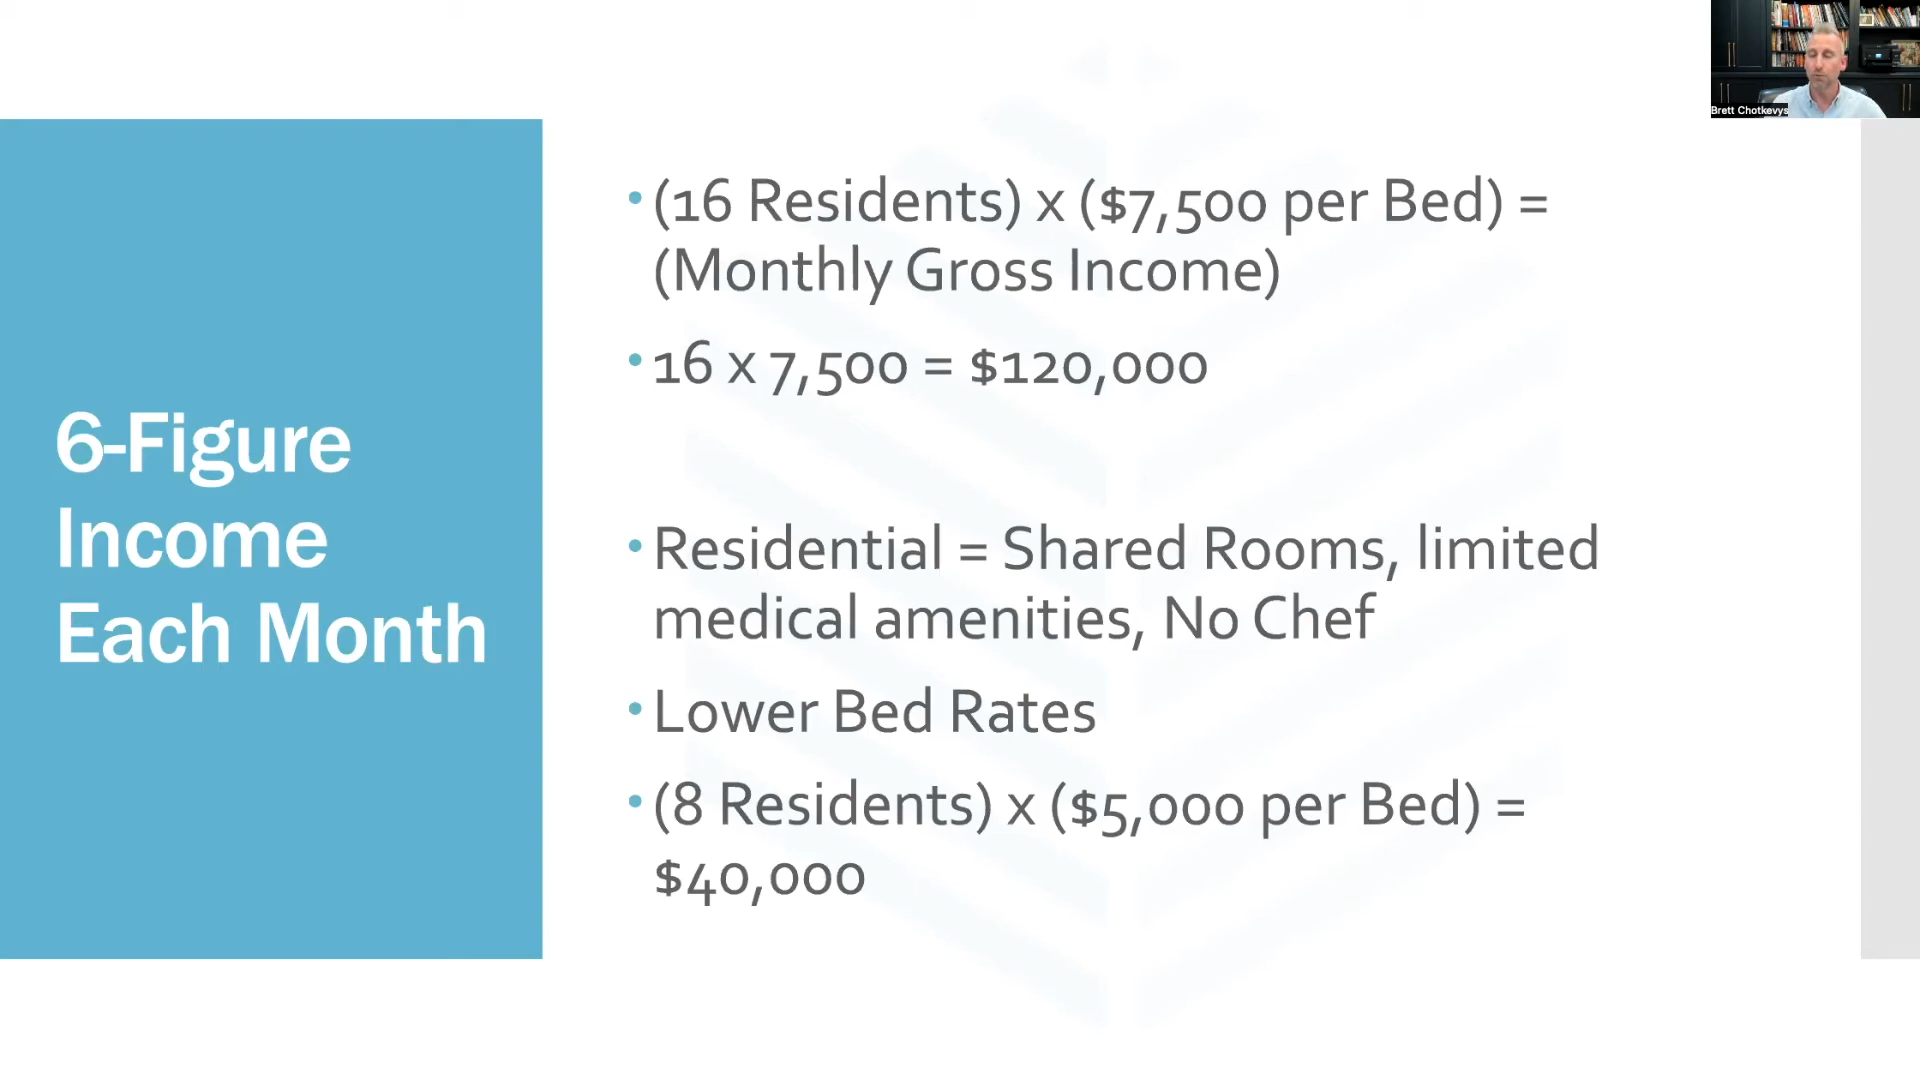 Brett Chotkevys
6-Figure
Income
Each Month
(16 Residents) x ($7,500 per Bed) =
(Monthly Gross Income)
16 x 7,500 = $120,000
Residential = Shared Rooms, limited
medical amenities, No Chef
Lower Bed Rates
(8 Residents) x ($5,000 per Bed) =
$40,000